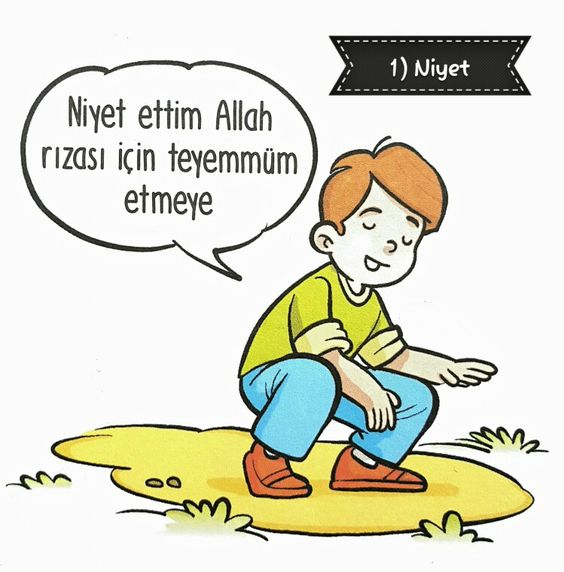 1) Niyet
Niyet ettim Allah
rızası için teyemmüm
etmeye